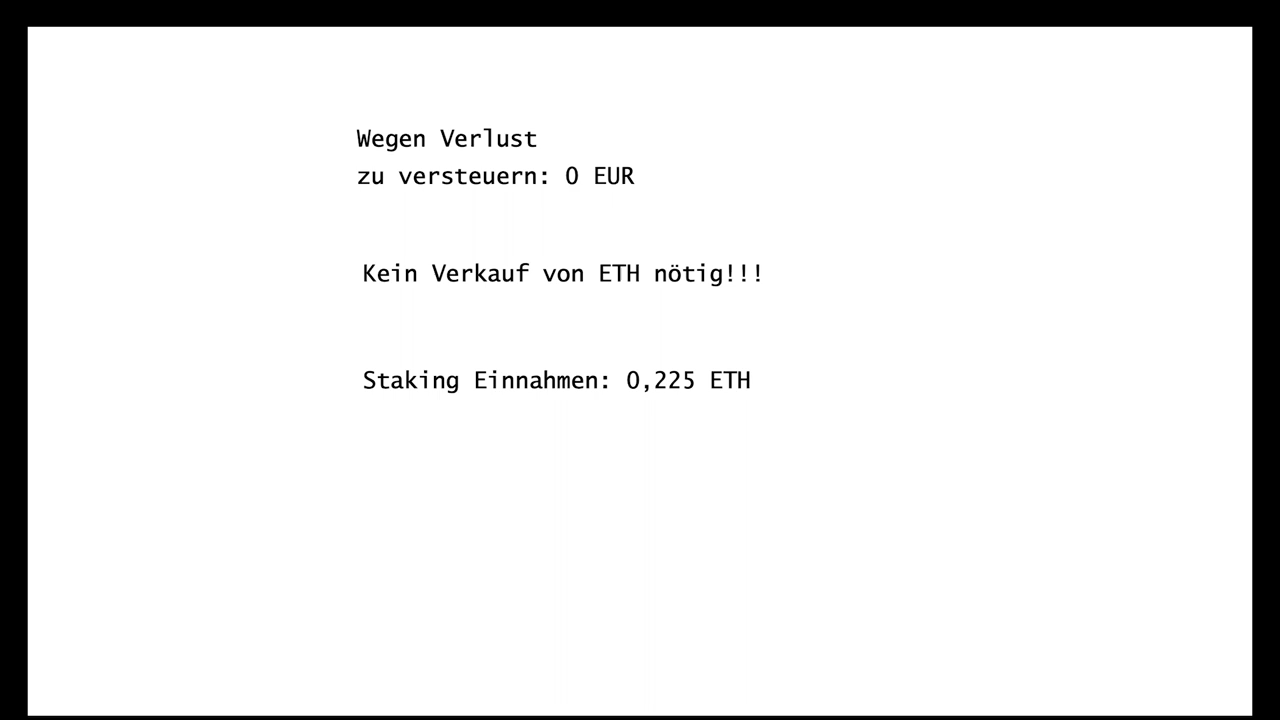 Wegen Verlust
zu versteuern: 0 EUR
Kein Verkauf von ETH nötig!!!
Staking Einnahmen: 0,225 ETH